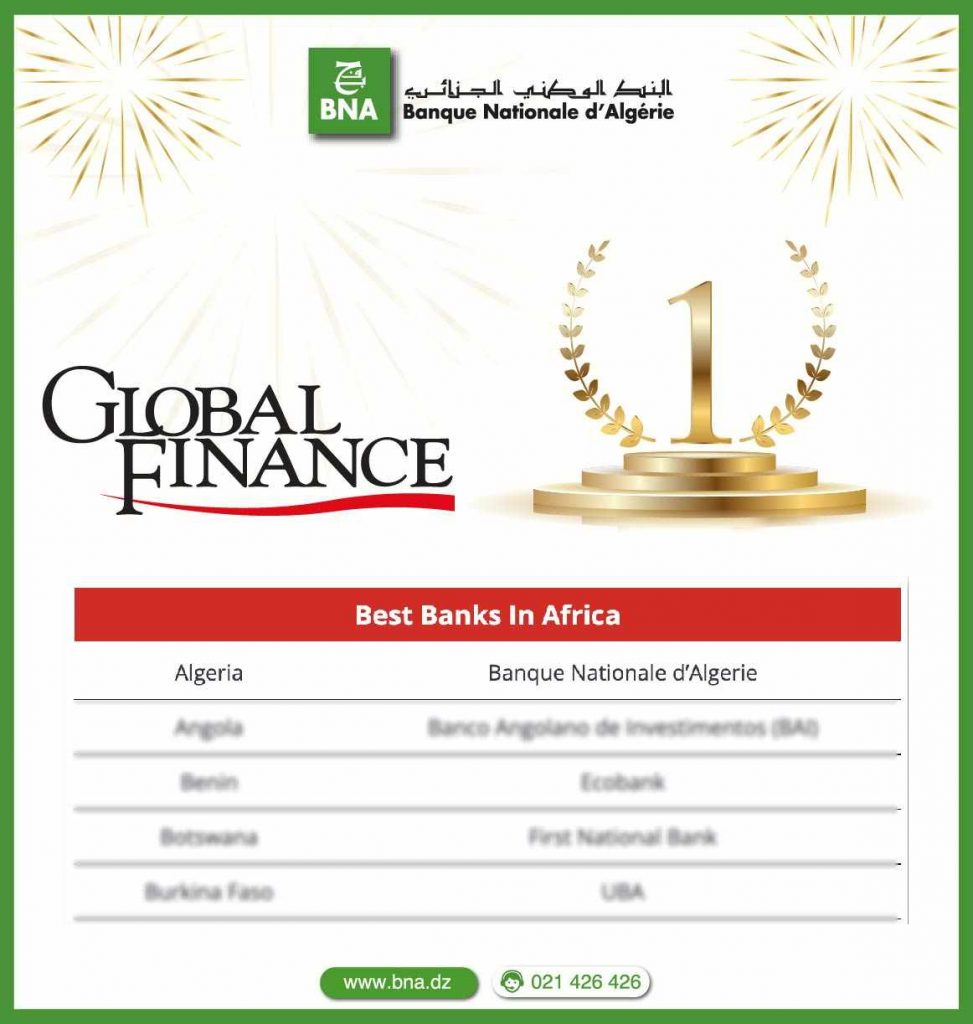 جبن
BNA
البنك الوطني الجزائري
Banque Nationale d'Algérie
1
GLOBAL
FINANCE
Best Banks In Africa
Algeria Banque Nationale d'Algerie
Angola Banco Angolano de Investimentos (BAI)
Benin Ecobank
Botswana First National Bank
Burkina Faso UBA
www.bna.dz 021 426 426